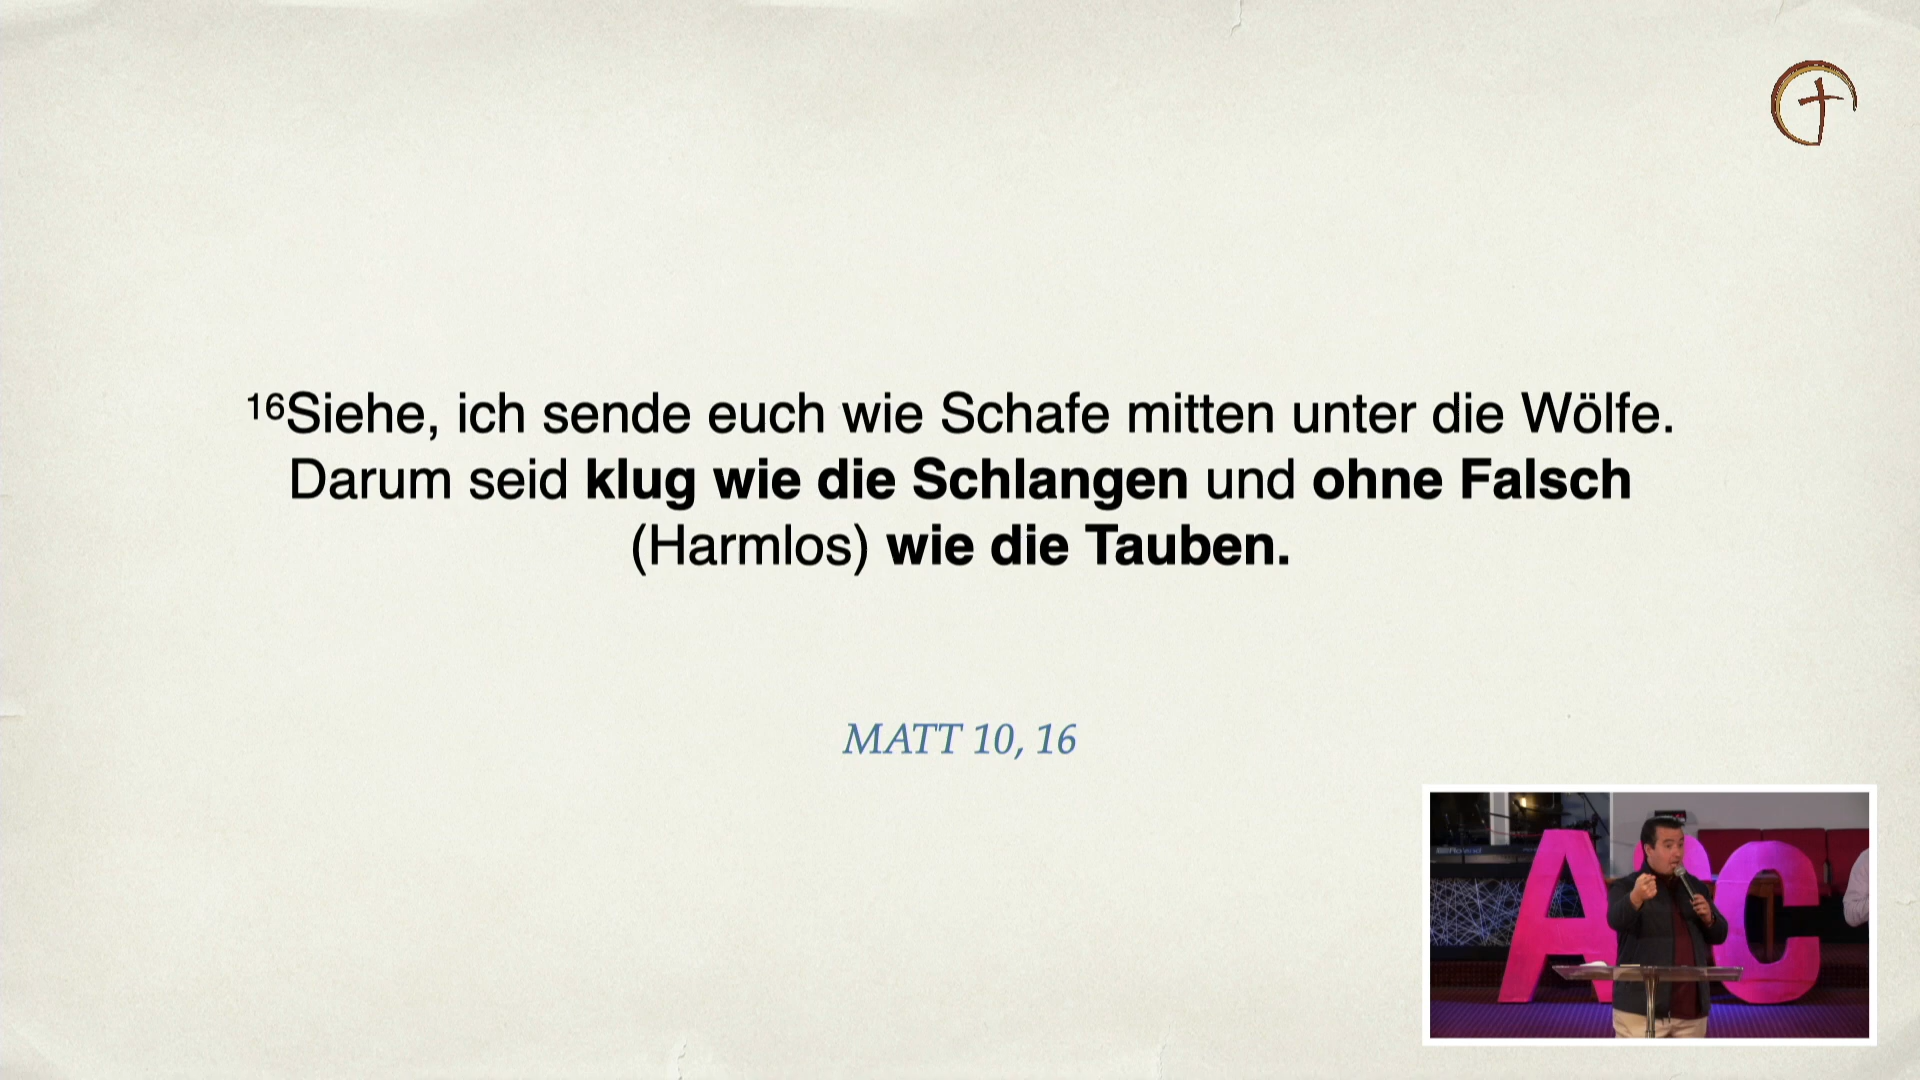 ¹⁶Siehe, ich sende euch wie Schafe mitten unter die Wölfe.
Darum seid klug wie die Schlangen und ohne Falsch
(Harmlos) wie die Tauben.
MATT 10, 16
Roland
A C